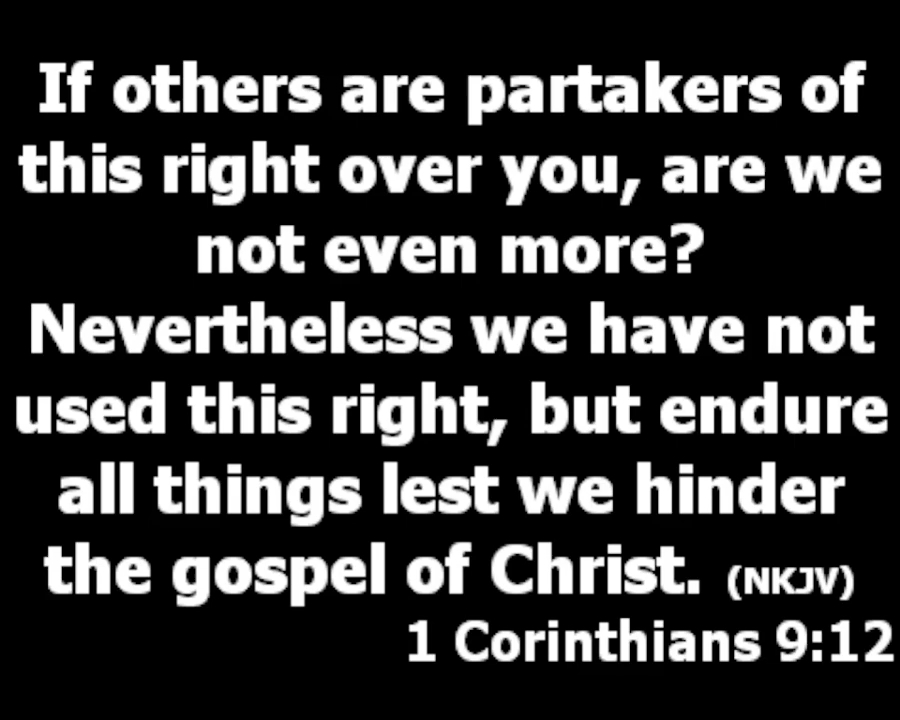 If others are partakers of
this right over you, are we
not even more?
Nevertheless we have not
used this right, but endure
all things lest we hinder
the gospel of Christ. (NKJV)
1 Corinthians 9:12